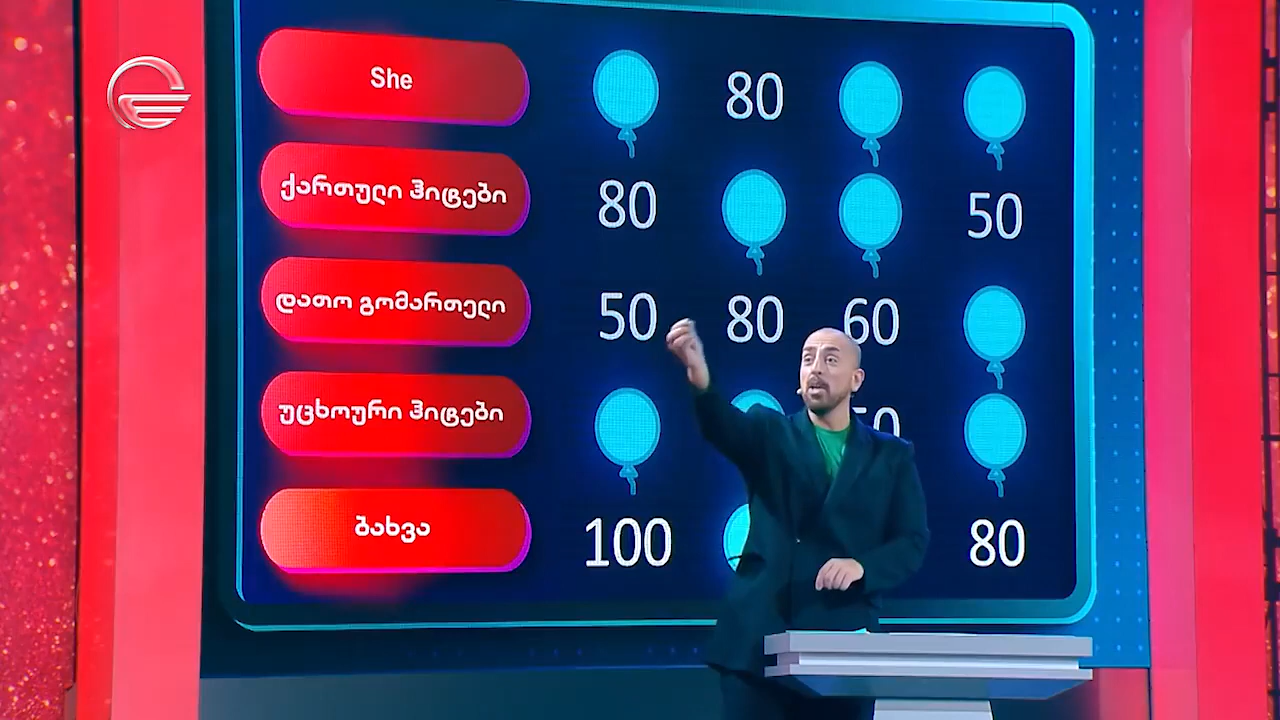 She 80
ქართული ჰიტები 80 50
დათო გომართელი 50 80 60
უცხოური ჰიტები
ბახვა 100 80